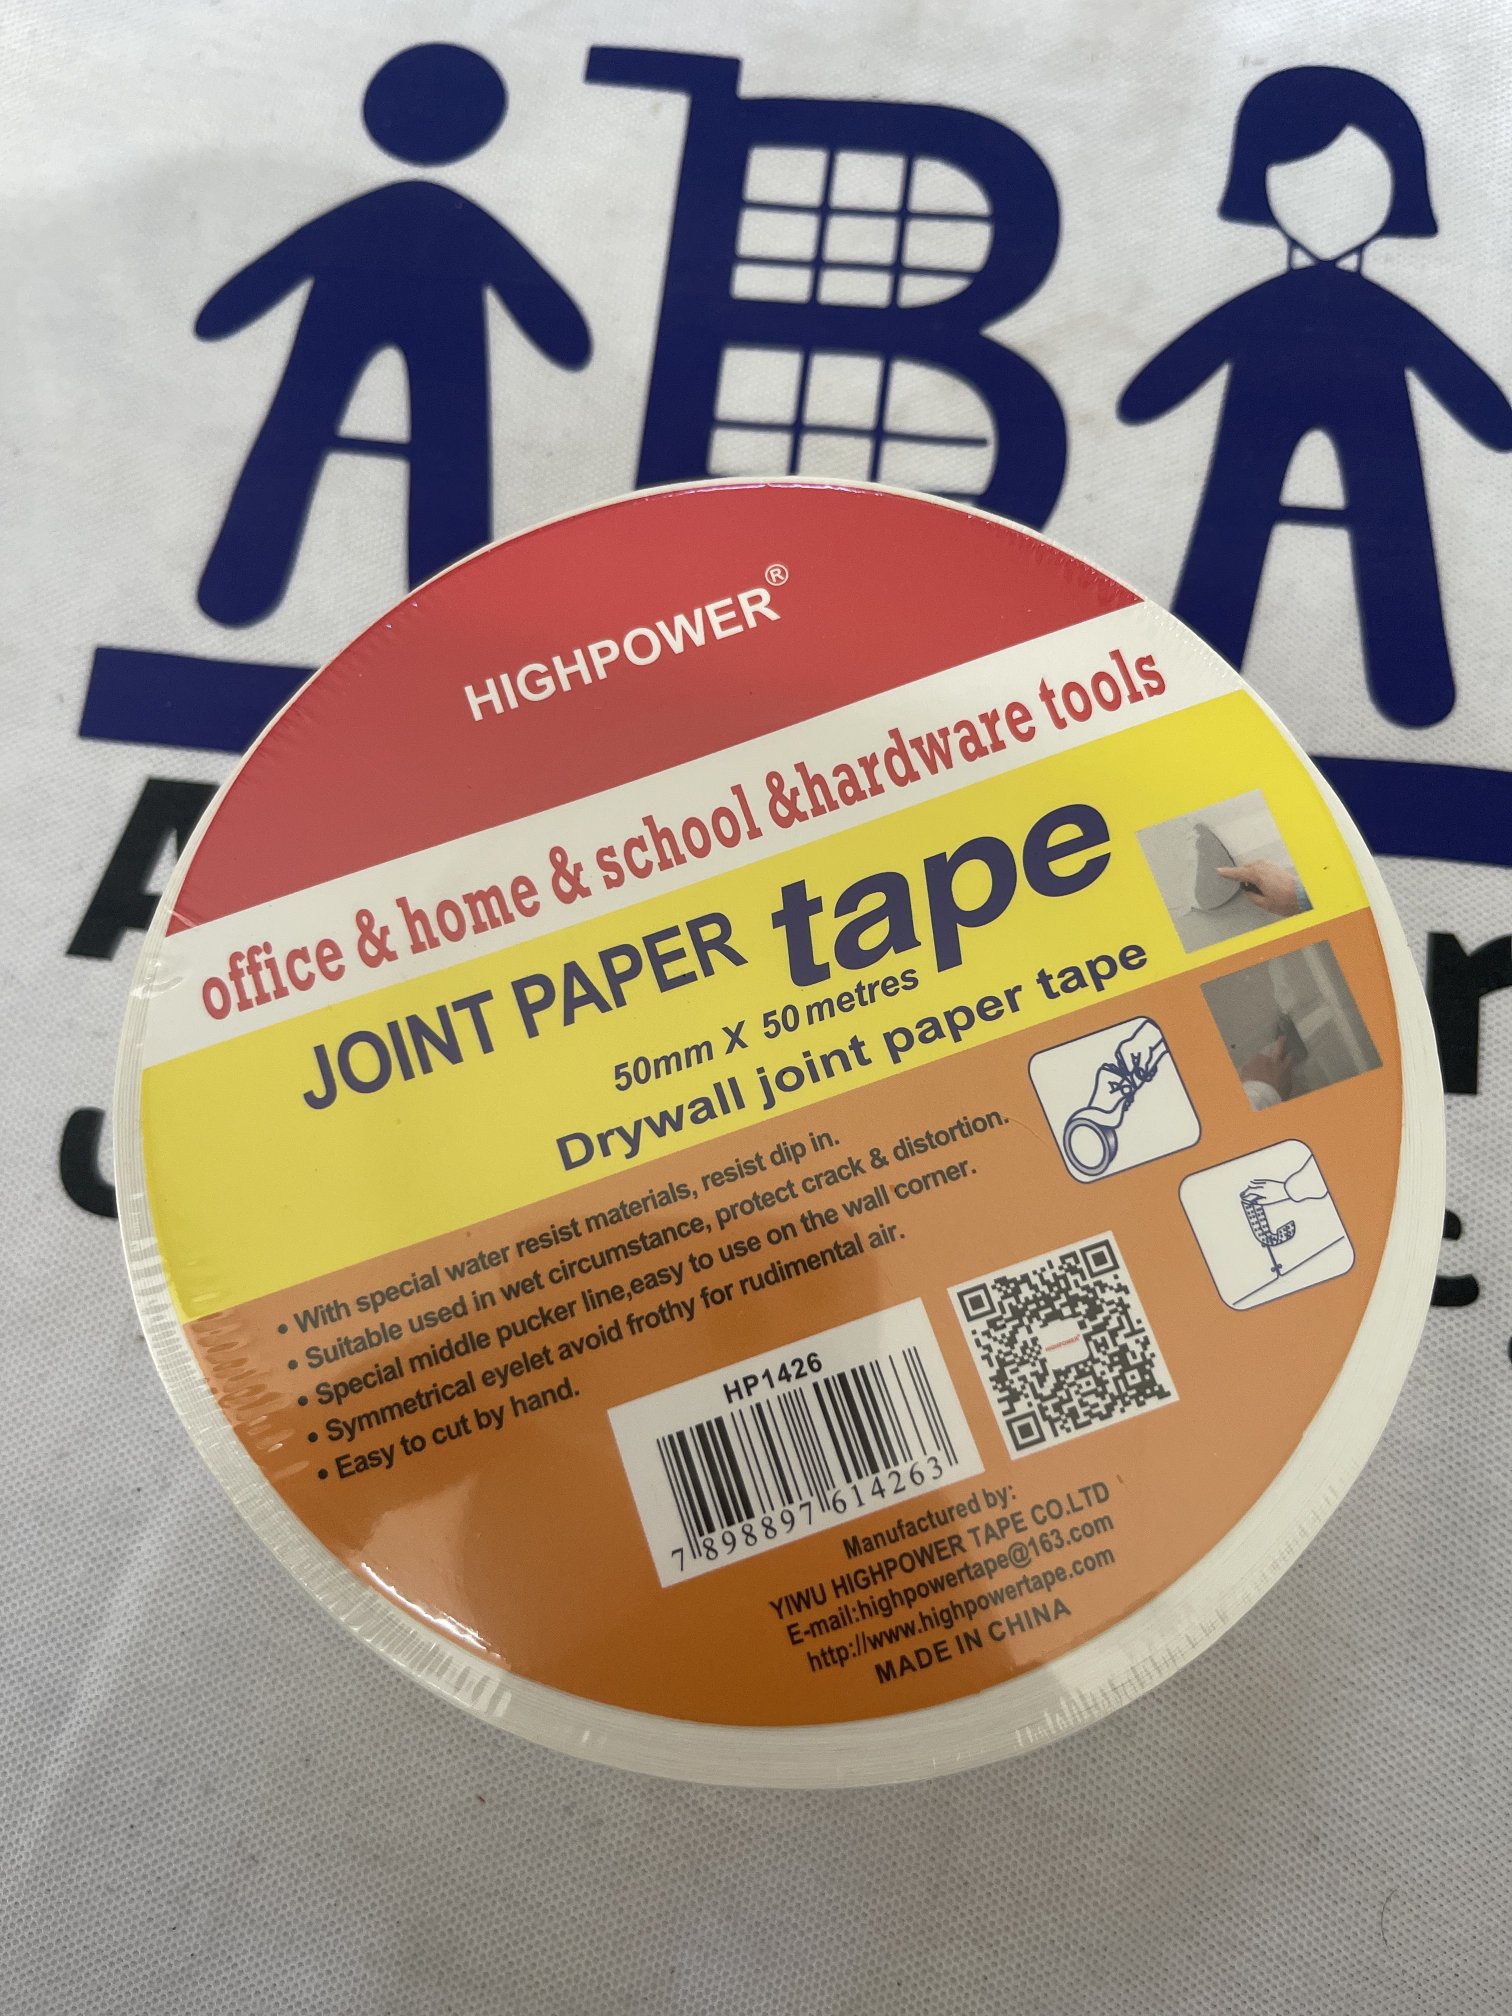 ABA
HIGHPOWER®
office & home & school &hardware tools
JOINT PAPER tape
50mm X 50 metres
Drywall joint paper tape
• With special water resist materials, resist dip in.
• Suitable used in wet circumstance, protect crack & distortion.
• Special middle pucker line,easy to use on the wall corner.
• Symmetrical eyelet avoid frothy for rudimental air.
• Easy to cut by hand.
HP1426
7 898897 614263
HIGHPOWER
Manufactured by:
YIWU HIGHPOWER TAPE CO.LTD
E-mail:highpowertape@163.com
http://www.highpowertape.com
MADE IN CHINA